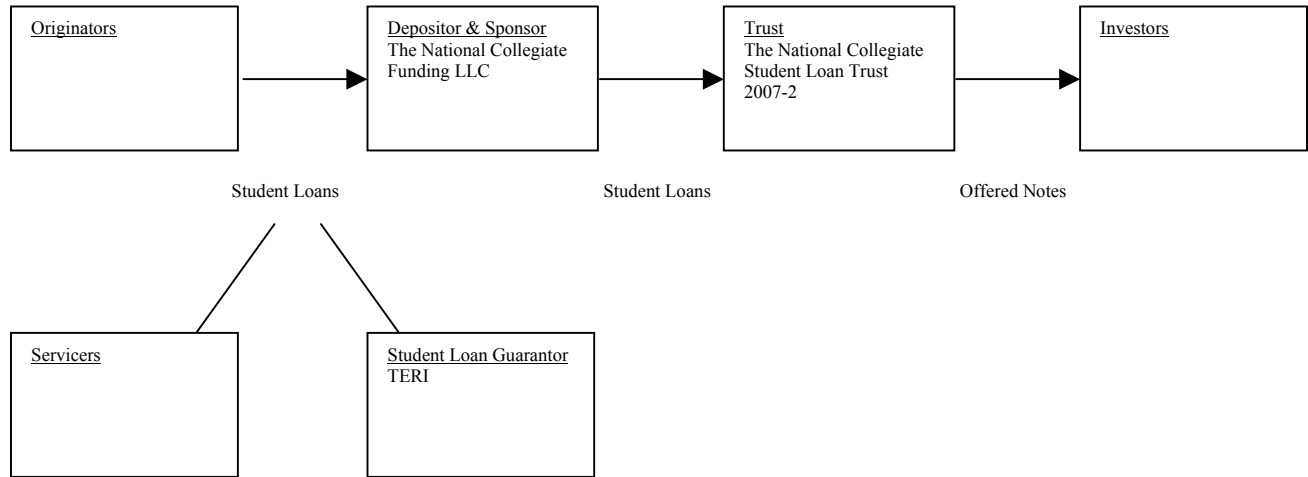 Originators
Depositor & Sponsor
The National Collegiate
Funding LLC
Trust
The National Collegiate
Student Loan Trust
2007-2
Investors
Student Loans
Student Loans
Offered Notes
Servicers
Student Loan Guarantor
TERI